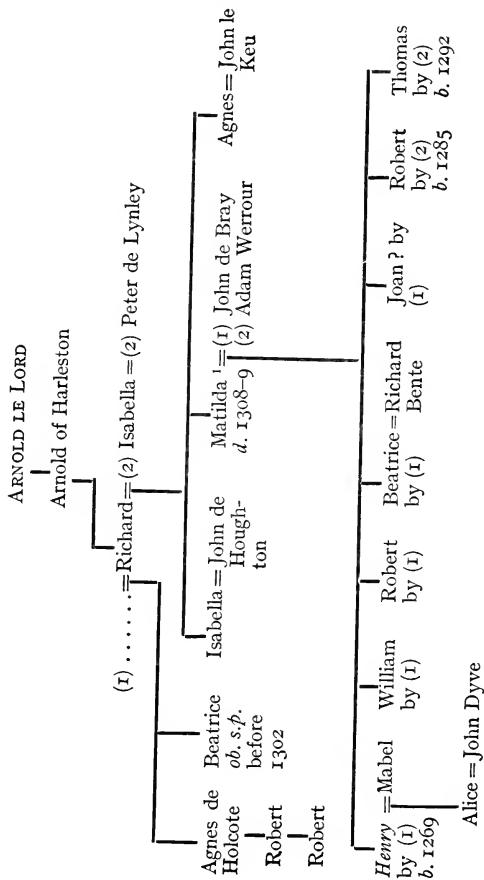 ARNOLD LE LORD
Arnold of Harleston
(1) . . . . . . . =Richard=(2) Isabella=(2) Peter de Lynley
Agnes de
Holcote
Robert
Robert
Beatrice
ob. s.p.
before
1302
Isabella=John de
Hough-
ton
Matilda ¹=(1) John de Bray
d. 1308-9 (2) Adam Werrour
Agnes=John le
Keu
Henry =Mabel
by (1)
b. 1269
Alice=John Dyve
William
by (1)
Robert
by (1)
Beatrice=Richard
by (1) Bente
Joan ? by
(1)
Robert
by (2)
b. 1285
Thomas
by (2)
b. 1292